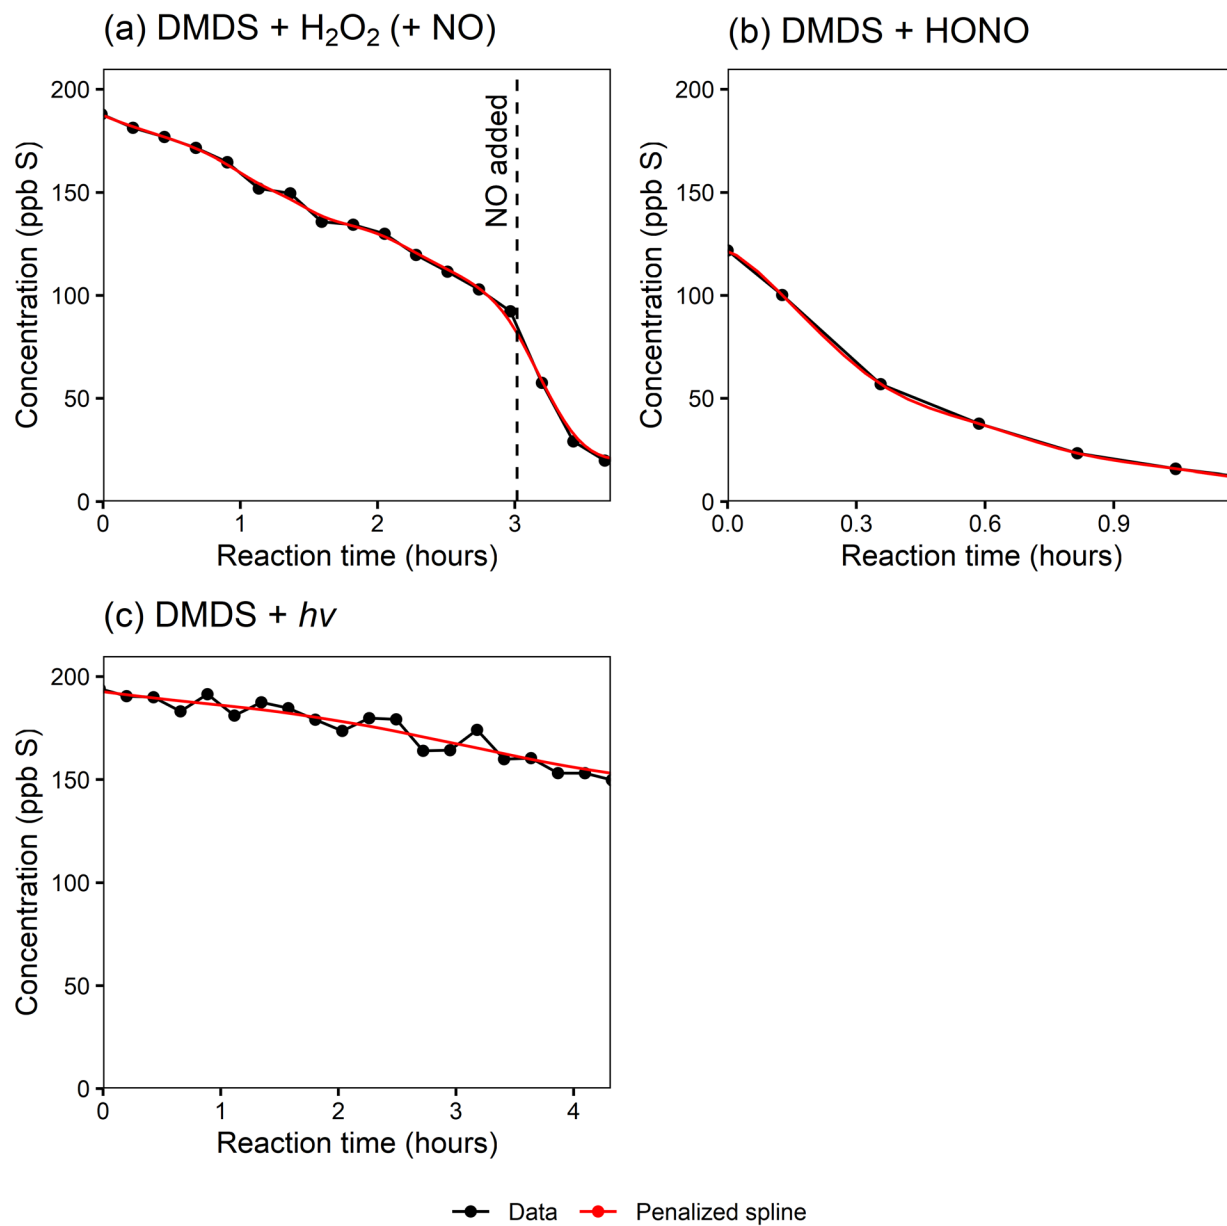 (a) DMDS + H₂O₂ (+ NO)
Concentration (ppb S)
200
150
100
50
0
NO added
0 1 2 3
Reaction time (hours)
(b) DMDS + HONO
Concentration (ppb S)
200
150
100
50
0
0.0 0.3 0.6 0.9
Reaction time (hours)
(c) DMDS + hv
Concentration (ppb S)
200
150
100
50
0
0 1 2 3 4
Reaction time (hours)
Data Penalized spline